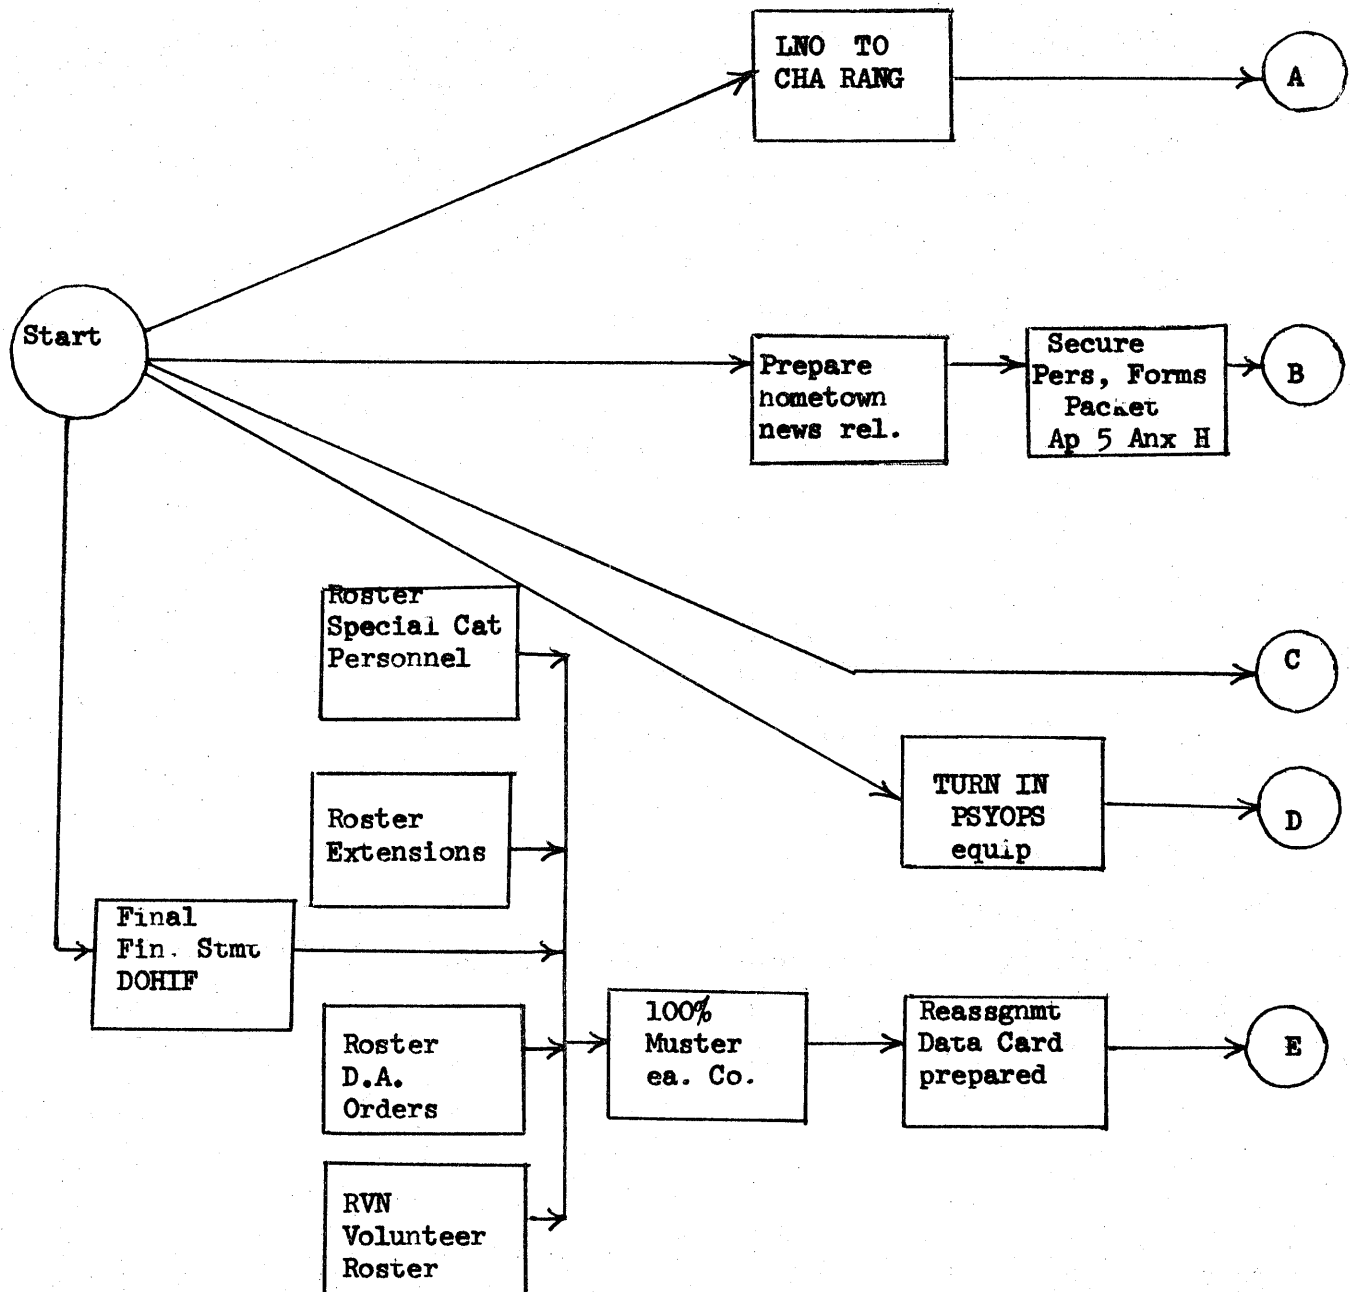 LNO TO
CHA RANG
A
Start
Prepare
hometown
news rel.
Secure
Pers, Forms
Packet
Ap 5 Anx H
B
C
Roster
Special Cat
Personnel
TURN IN
PSYOPS
equip
D
Roster
Extensions
Final
Fin. Stmt
DOHIF
Roster
D.A.
Orders
100%
Muster
ea. Co.
Reassgnmt
Data Card
prepared
E
RVN
Volunteer
Roster